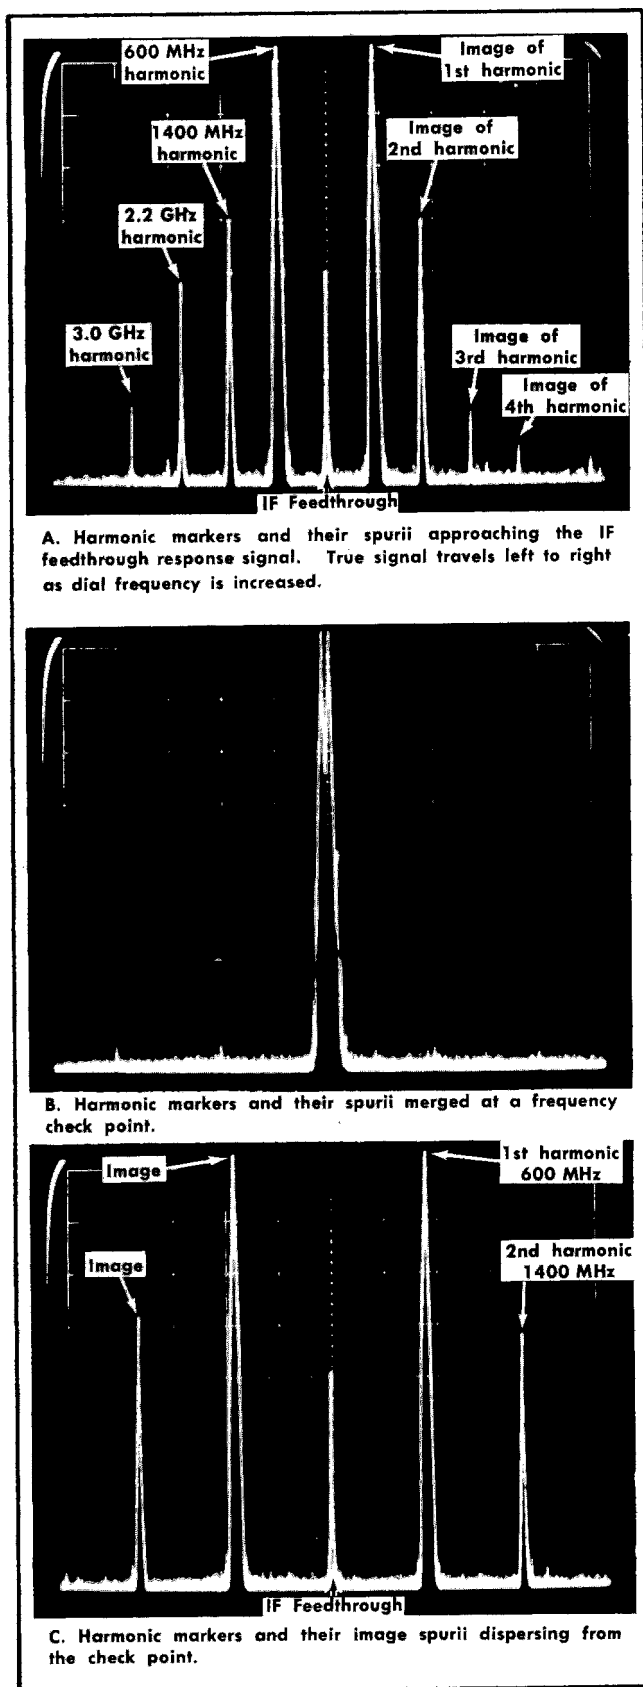 600 MHz
harmonic
Image of
1st harmonic
1400 MHz
harmonic
Image of
2nd harmonic
2.2 GHz
harmonic
3.0 GHz
harmonic
Image of
3rd harmonic
Image of
4th harmonic
IF Feedthrough
A. Harmonic markers and their spurii approaching the IF
feedthrough response signal. True signal travels left to right
as dial frequency is increased.
B. Harmonic markers and their spurii merged at a frequency
check point.
Image
1st harmonic
600 MHz
Image
2nd harmonic
1400 MHz
IF Feedthrough
C. Harmonic markers and their image spurii dispersing from
the check point.